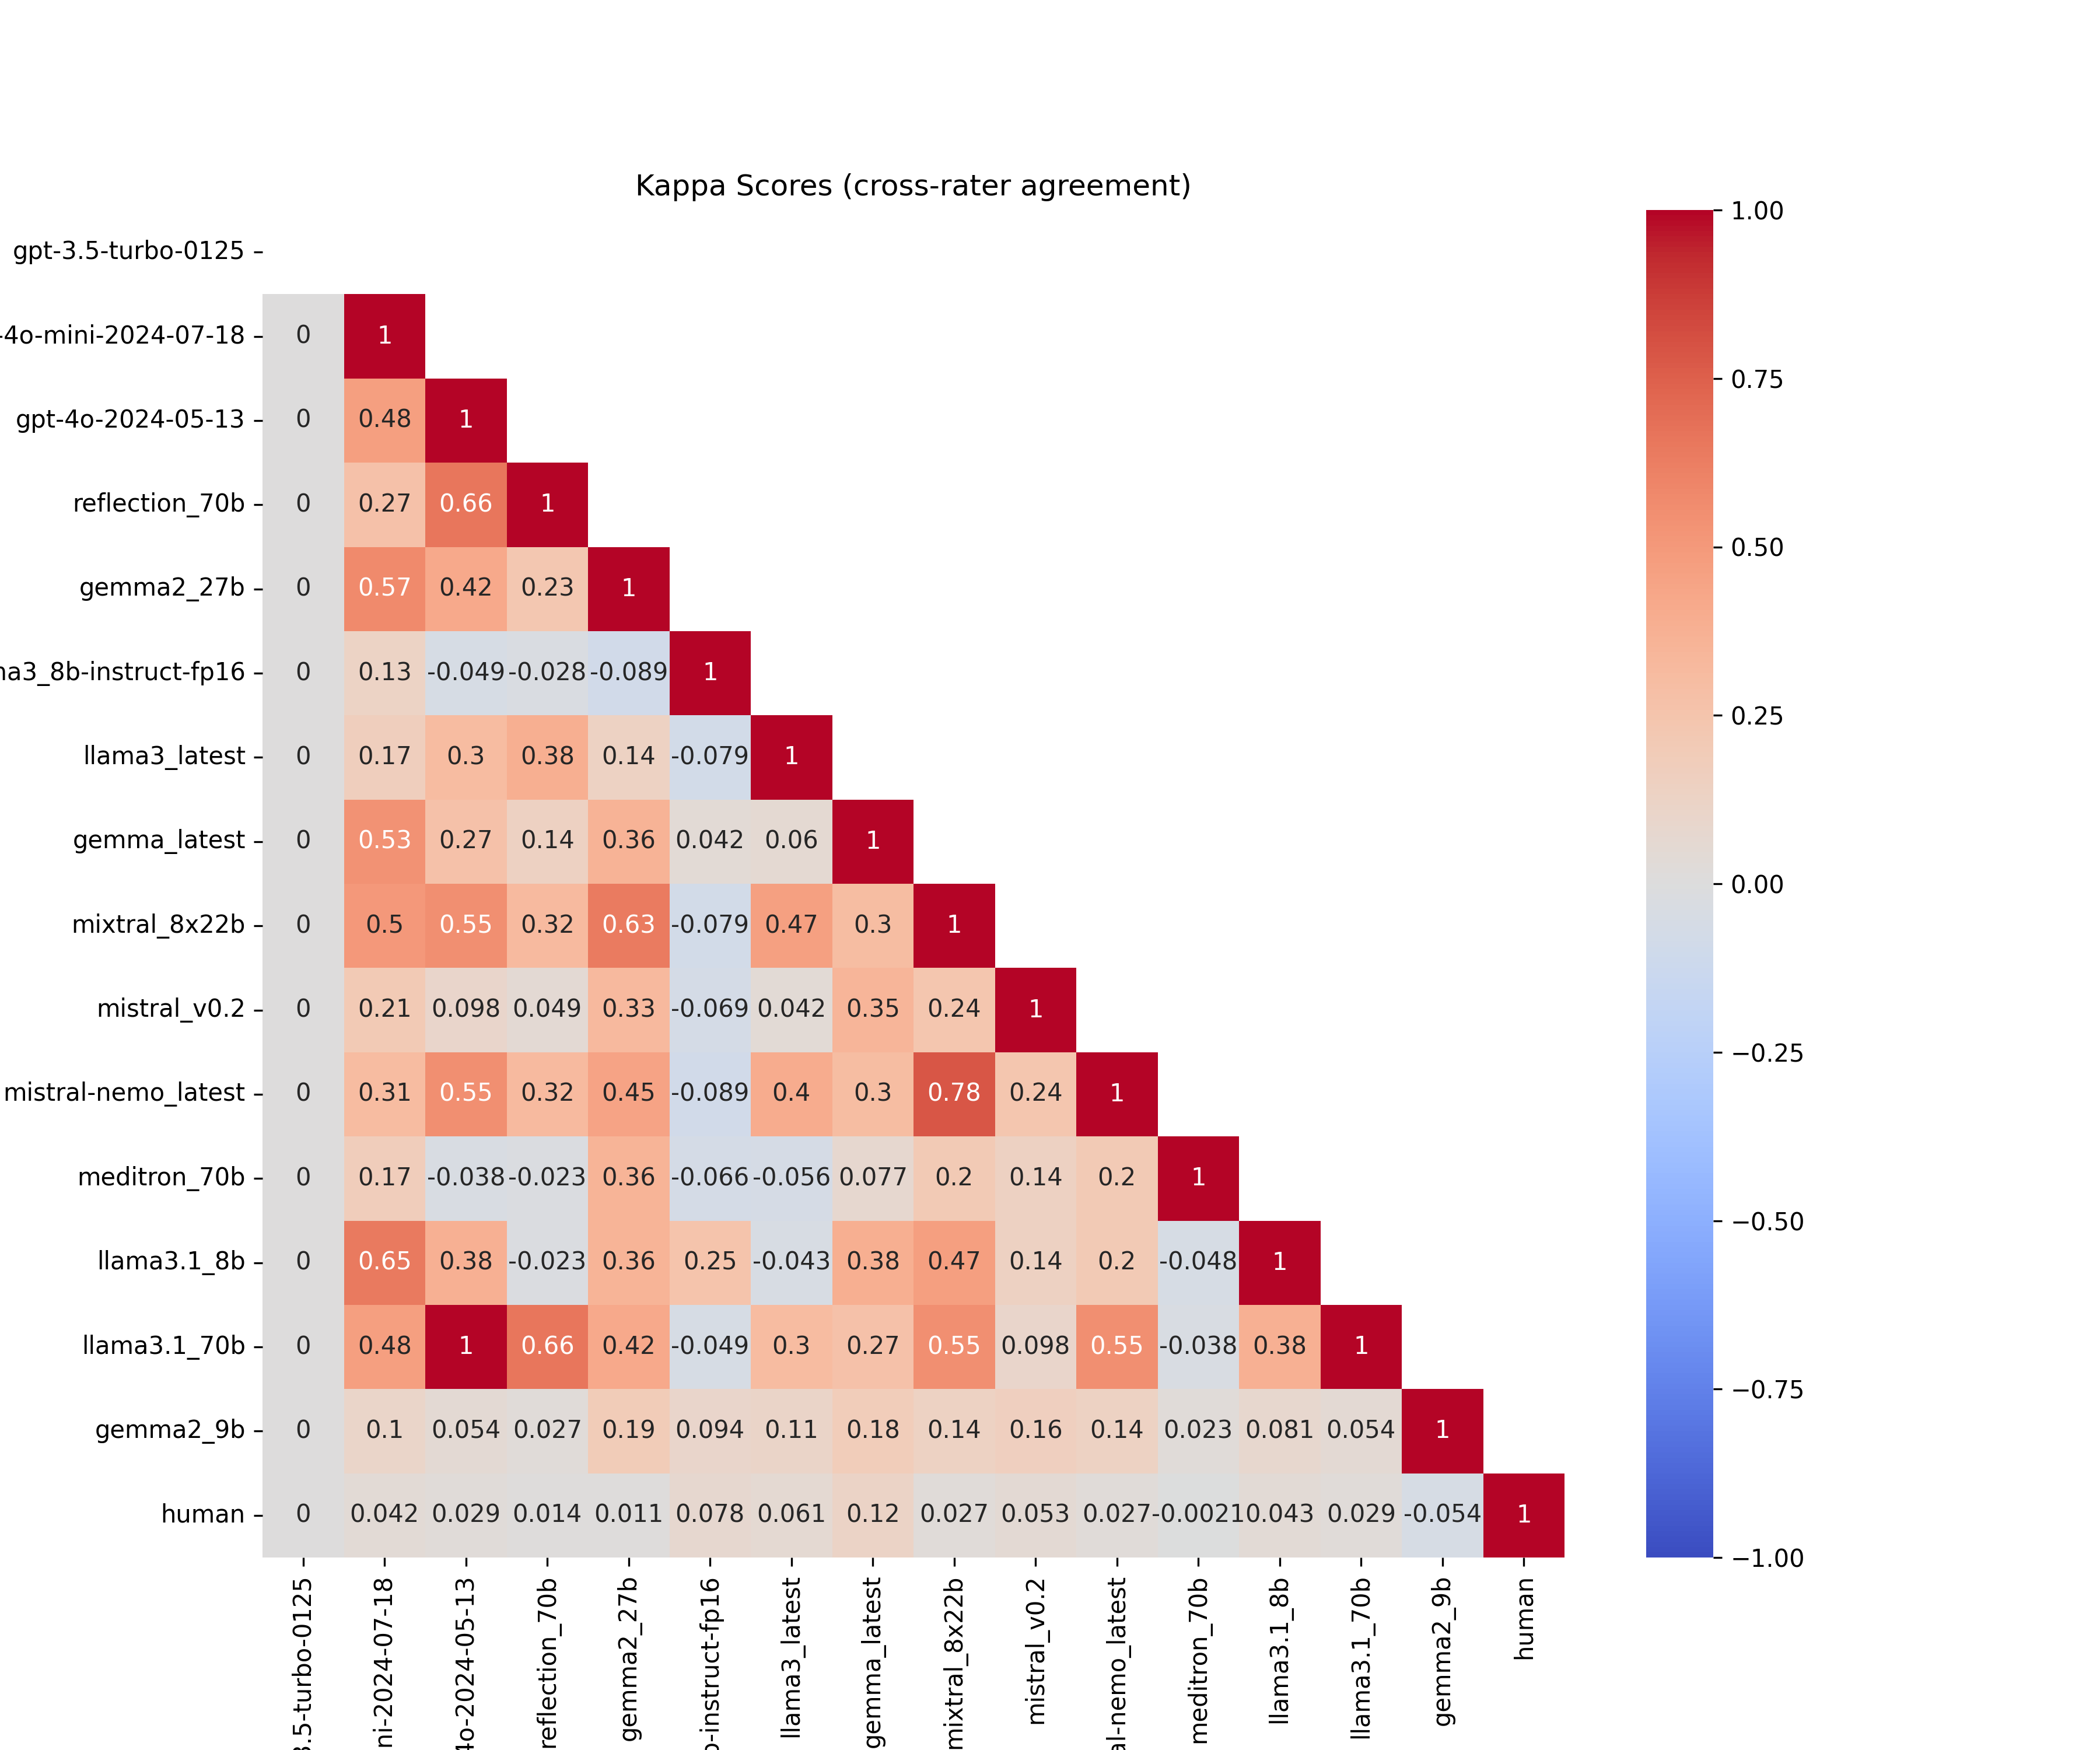 Kappa Scores (cross-rater agreement)
gpt-3.5-turbo-0125
-4o-mini-2024-07-18 0 1
gpt-4o-2024-05-13 0 0.48 1
reflection_70b 0 0.27 0.66 1
gemma2_27b 0 0.57 0.42 0.23 1
na3_8b-instruct-fp16 0 0.13 -0.049 -0.028 -0.089 1
llama3_latest 0 0.17 0.3 0.38 0.14 -0.079 1
gemma_latest 0 0.53 0.27 0.14 0.36 0.042 0.06 1
mixtral_8x22b 0 0.5 0.55 0.32 0.63 -0.079 0.47 0.3 1
mistral_v0.2 0 0.21 0.098 0.049 0.33 -0.069 0.042 0.35 0.24 1
mistral-nemo_latest 0 0.31 0.55 0.32 0.45 -0.089 0.4 0.3 0.78 0.24 1
meditron_70b 0 0.17 -0.038 -0.023 0.36 -0.066 -0.056 0.077 0.2 0.14 0.2 1
llama3.1_8b 0 0.65 0.38 -0.023 0.36 0.25 -0.043 0.38 0.47 0.14 0.2 -0.048 1
llama3.1_70b 0 0.48 1 0.66 0.42 -0.049 0.3 0.27 0.55 0.098 0.55 -0.038 0.38 1
gemma2_9b 0 0.1 0.054 0.027 0.19 0.094 0.11 0.18 0.14 0.16 0.14 0.023 0.081 0.054 1
human 0 0.042 0.029 0.014 0.011 0.078 0.061 0.12 0.027 0.053 0.027 -0.0021 0.043 0.029 -0.054 1
3.5-turbo-0125
ni-2024-07-18
4o-2024-05-13
reflection_70b
gemma2_27b
-instruct-fp16
llama3_latest
gemma_latest
mixtral_8x22b
mistral_v0.2
al-nemo_latest
meditron_70b
llama3.1_8b
llama3.1_70b
gemma2_9b
human
1.00
0.75
0.50
0.25
0.00
−0.25
−0.50
−0.75
−1.00